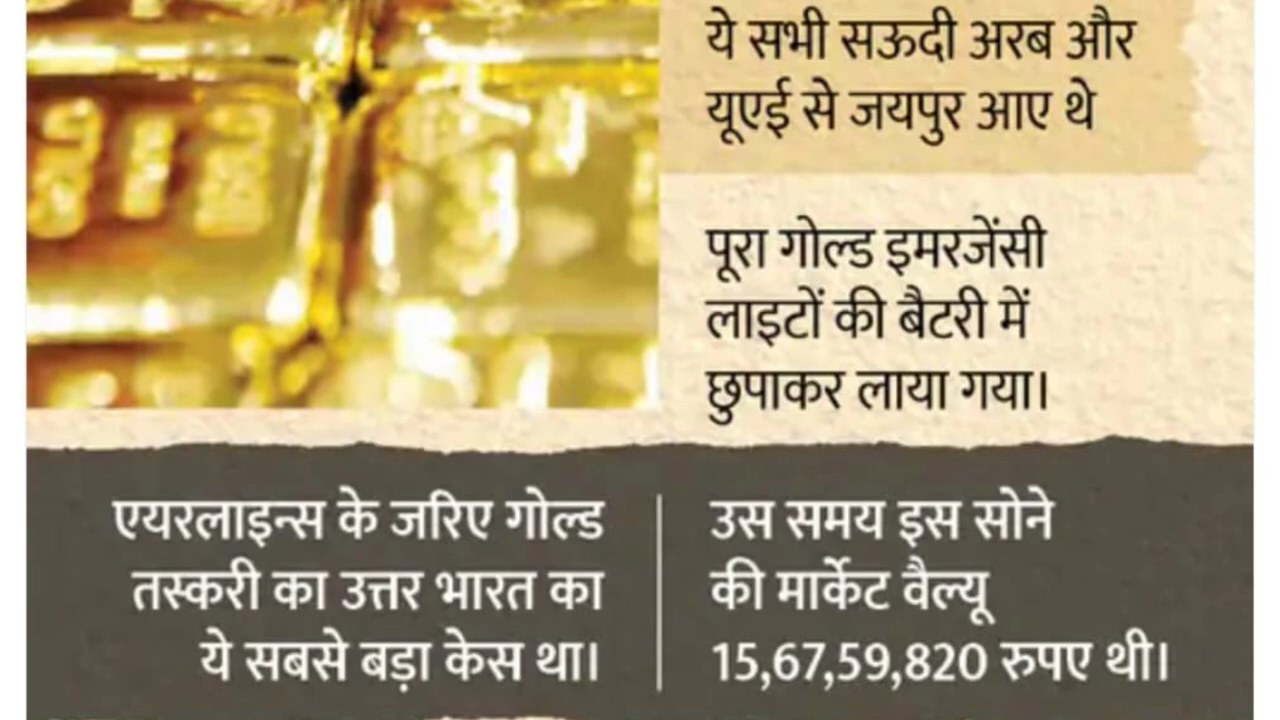 ये सभी सऊदी अरब और
यूएई से जयपुर आए थे
पूरा गोल्ड इमरजेंसी
लाइटों की बैटरी में
छुपाकर लाया गया।
एयरलाइन्स के जरिए गोल्ड
तस्करी का उत्तर भारत का
ये सबसे बड़ा केस था।
उस समय इस सोने
की मार्केट वैल्यू
15,67,59,820 रुपए थी।